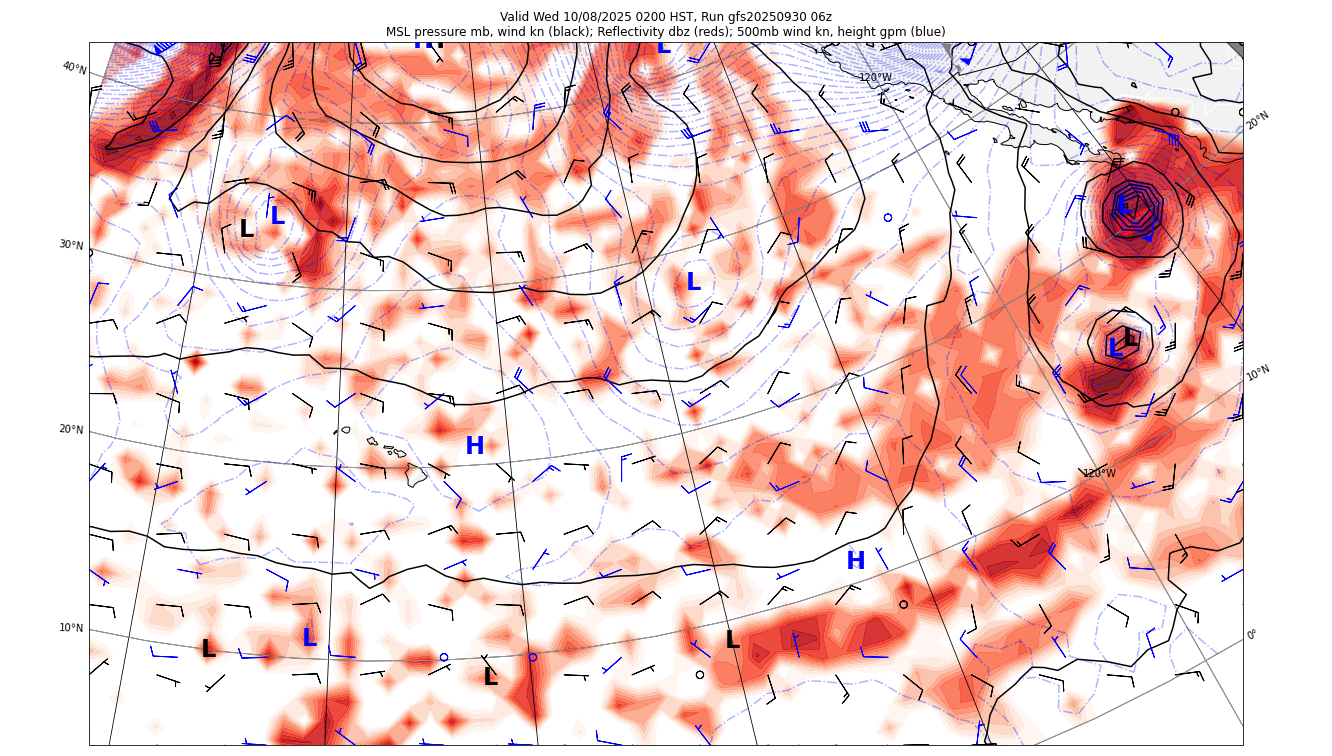 Valid Wed 10/08/2025 0200 HST, Run gfs20250930 06z
MSL pressure mb, wind kn (black); Reflectivity dbz (reds); 500mb wind kn, height gpm (blue)
L
40°N
120°W
20°N
L
L
L
30°N
L
L
L
10°N
20°N
H
120°W
H
10°N
L
L
L
0°
L